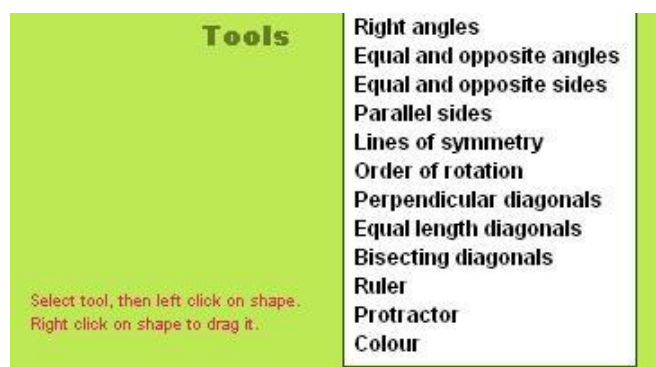 Tools
Right angles
Equal and opposite angles
Equal and opposite sides
Parallel sides
Lines of symmetry
Order of rotation
Perpendicular diagonals
Equal length diagonals
Bisecting diagonals
Ruler
Protractor
Colour
Select tool, then left click on shape.
Right click on shape to drag it.